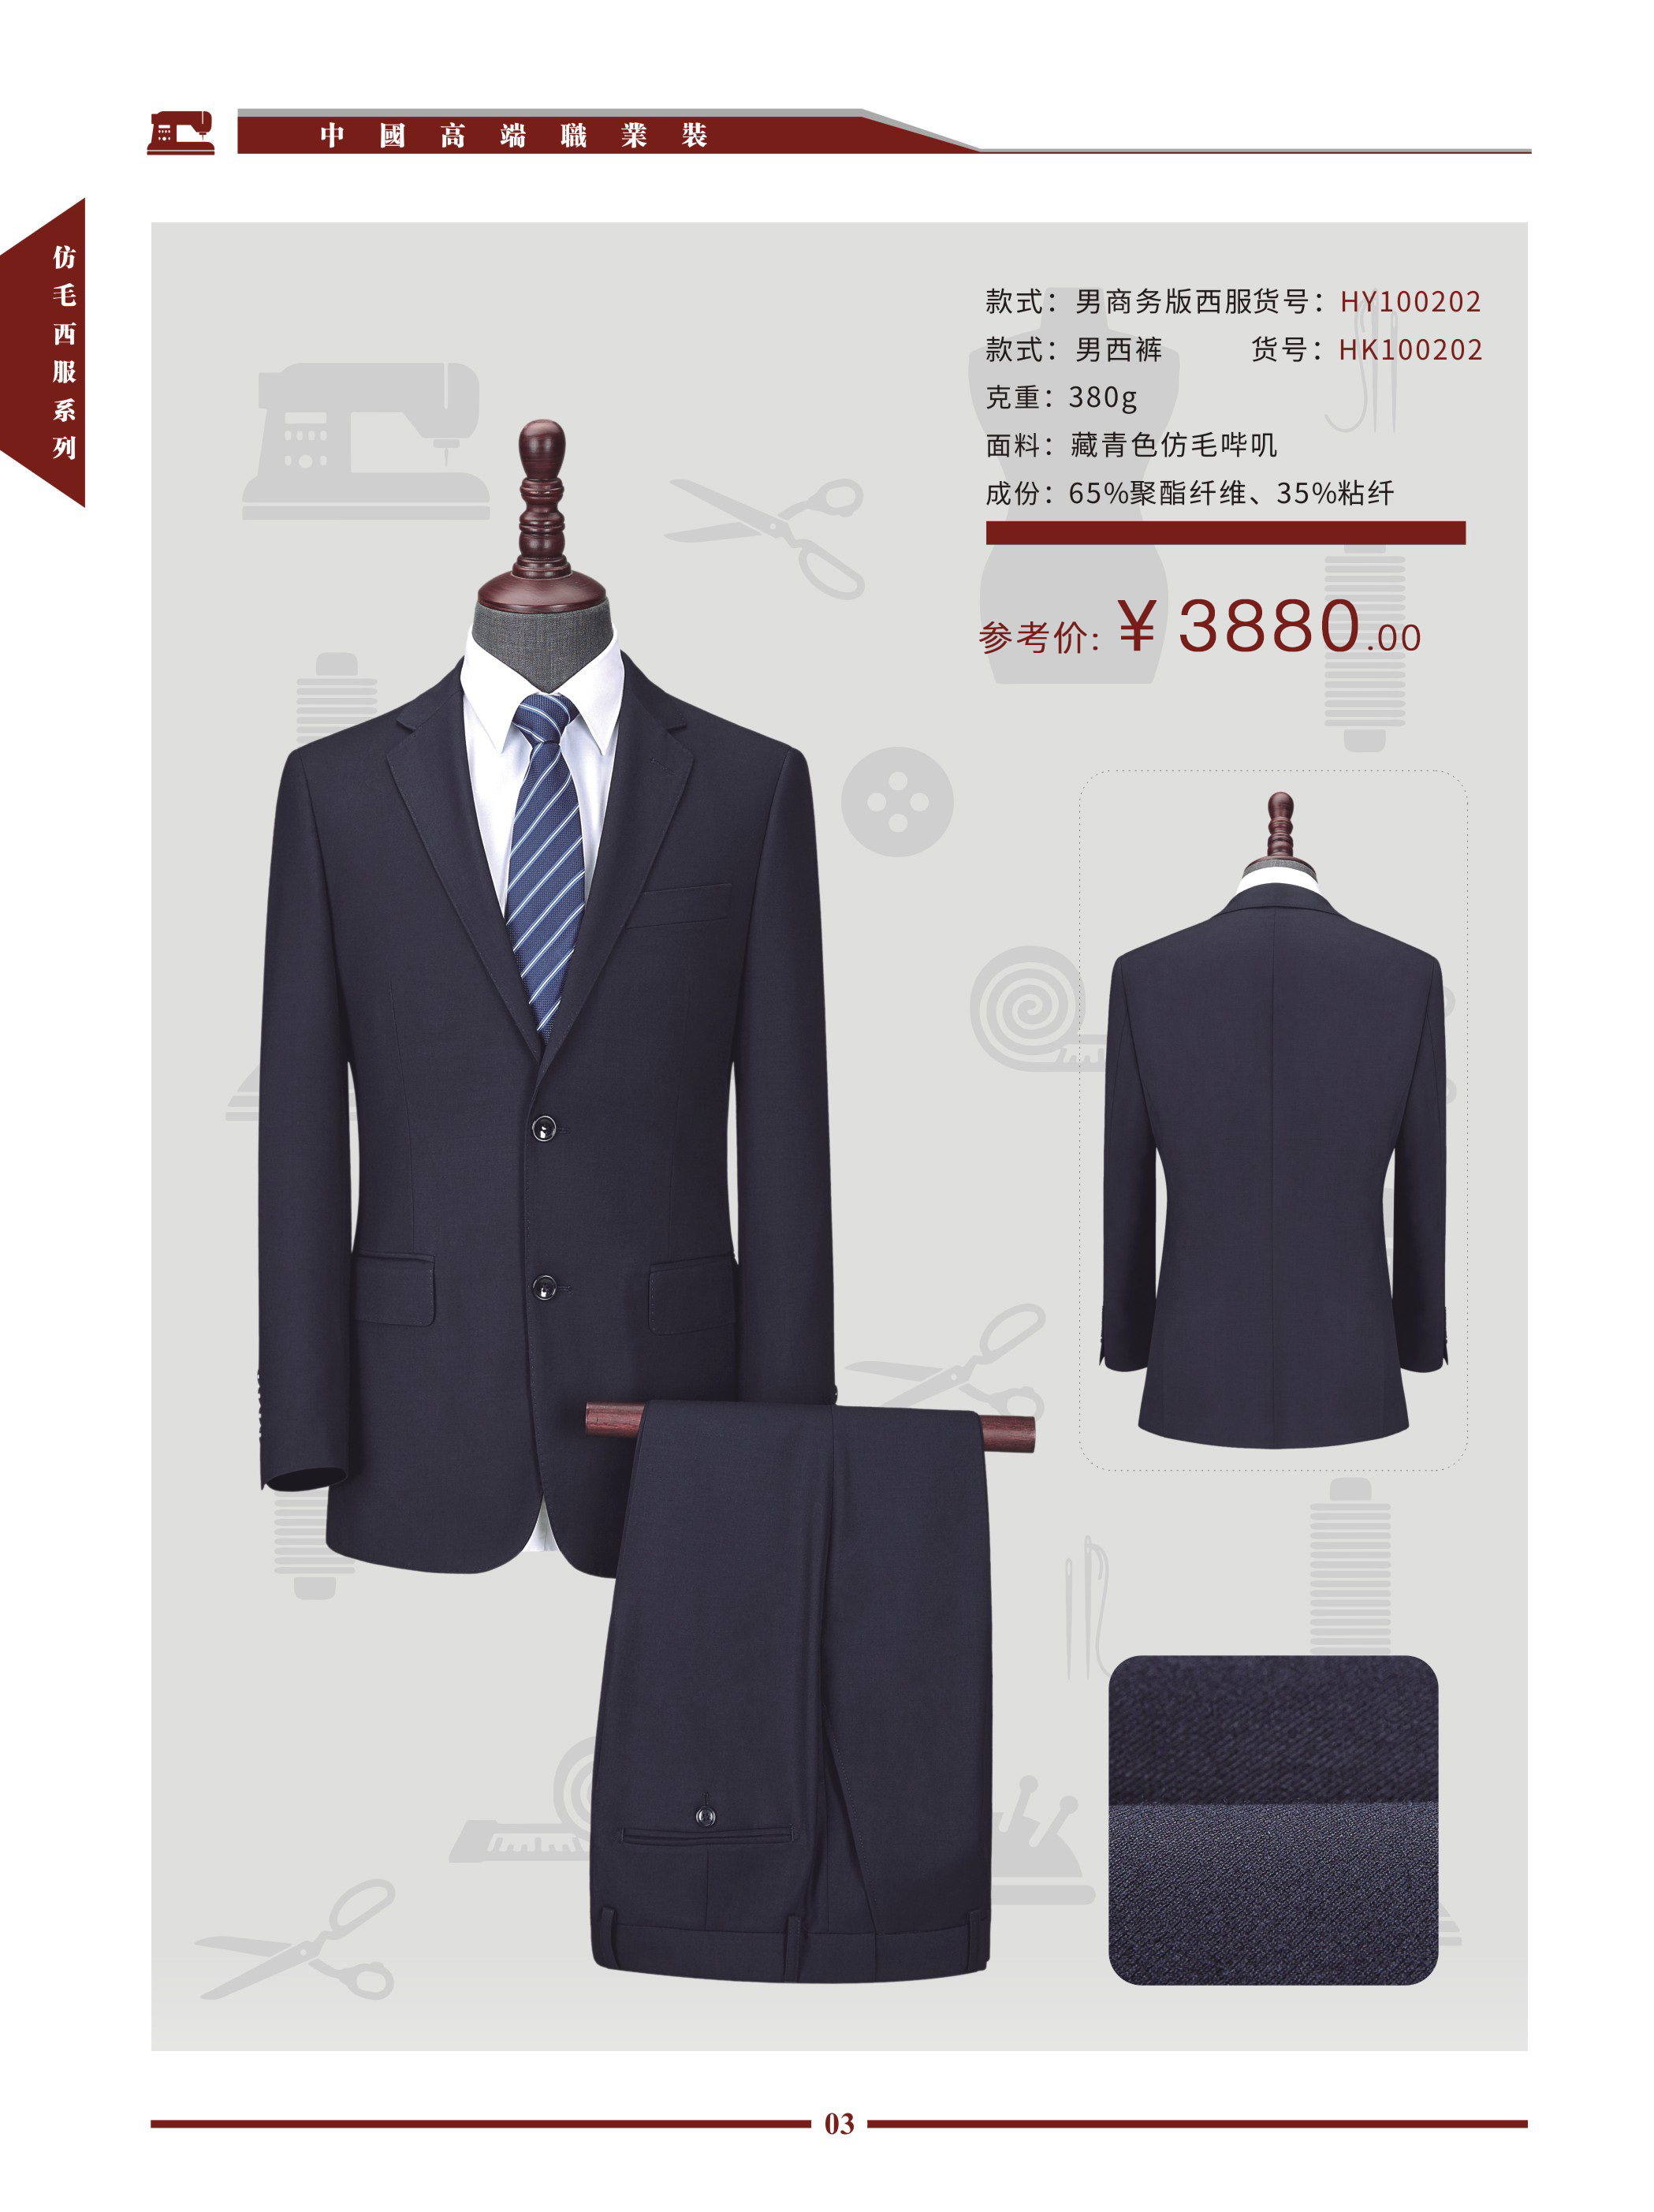 中國高端職業裝
仿毛西服系列
款式：男商务版西服货号：HY100202
款式：男西裤 货号：HK100202
克重：380g
面料：藏青色仿毛哔叽
成份：65%聚酯纤维、35%粘纤
参考价：¥3880.00
03